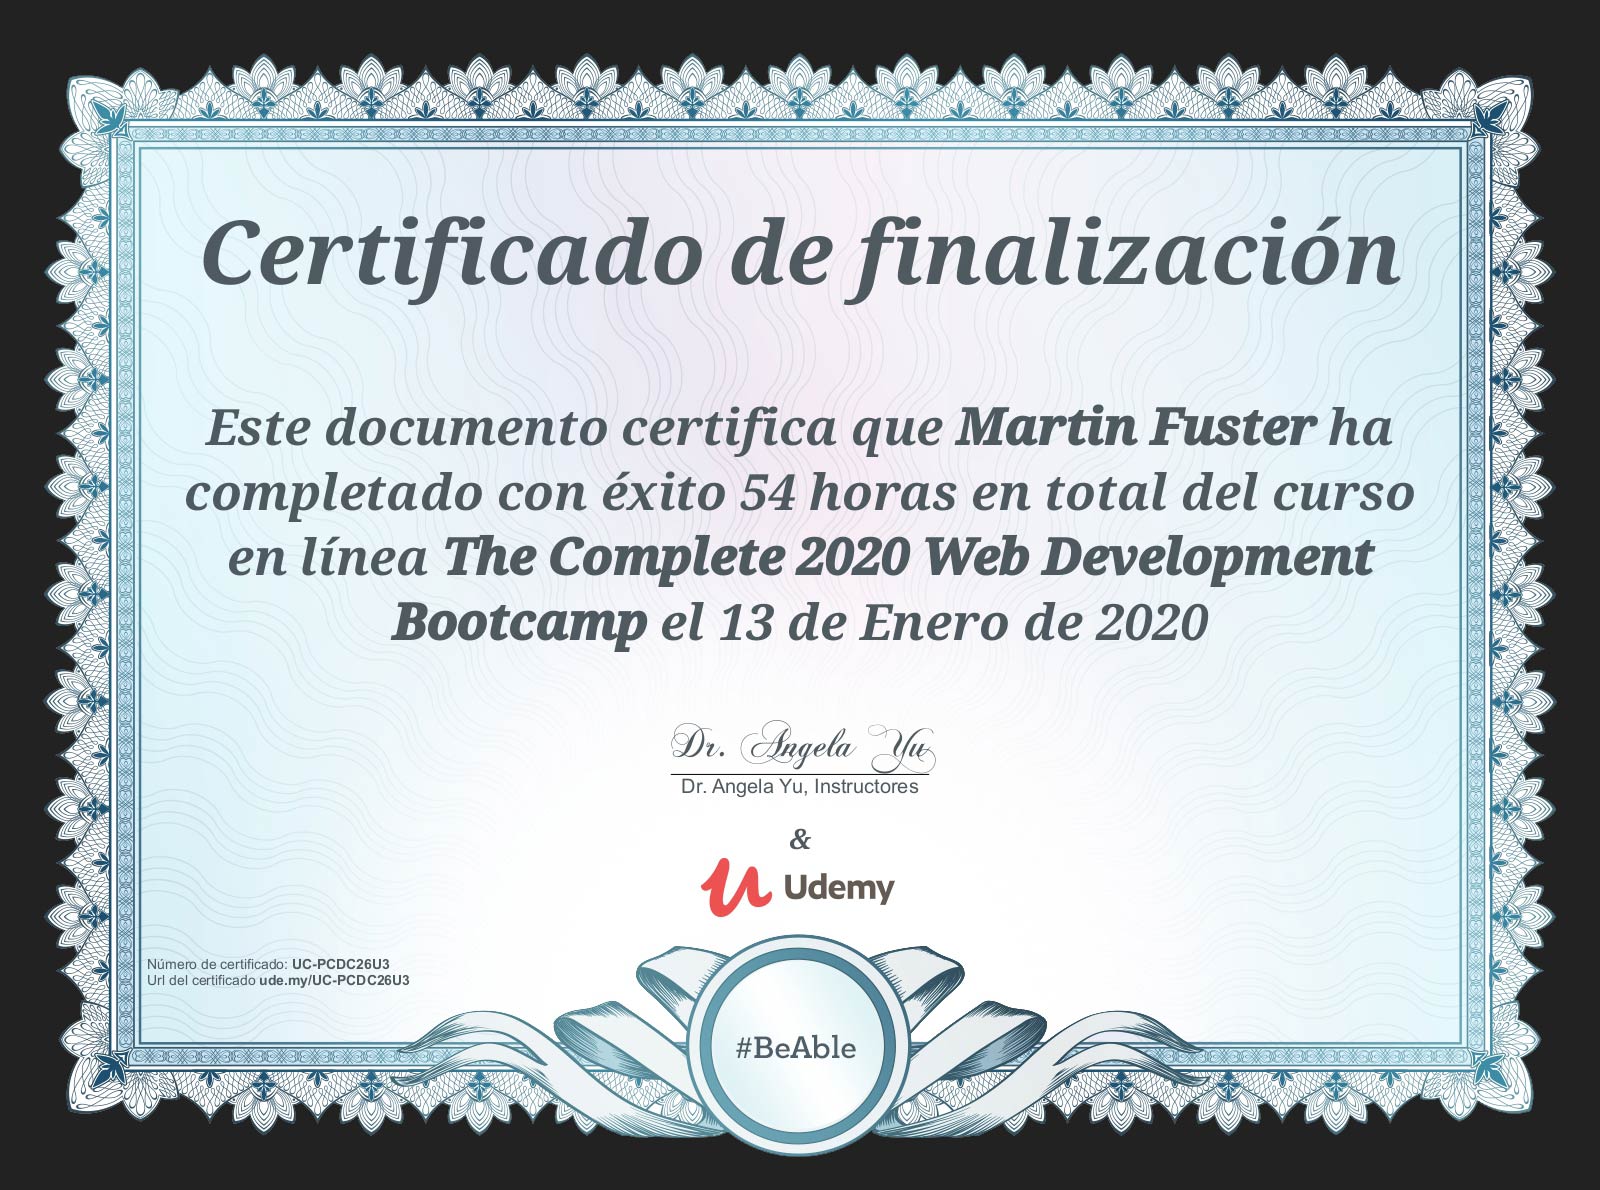 Certificado de finalización
Este documento certifica que Martin Fuster ha
completado con éxito 54 horas en total del curso
en línea The Complete 2020 Web Development
Bootcamp el 13 de Enero de 2020
Dr. Angela Yu
Dr. Angela Yu, Instructores
&
Udemy
Número de certificado: UC-PCDC26U3
Url del certificado ude.my/UC-PCDC26U3
#BeAble